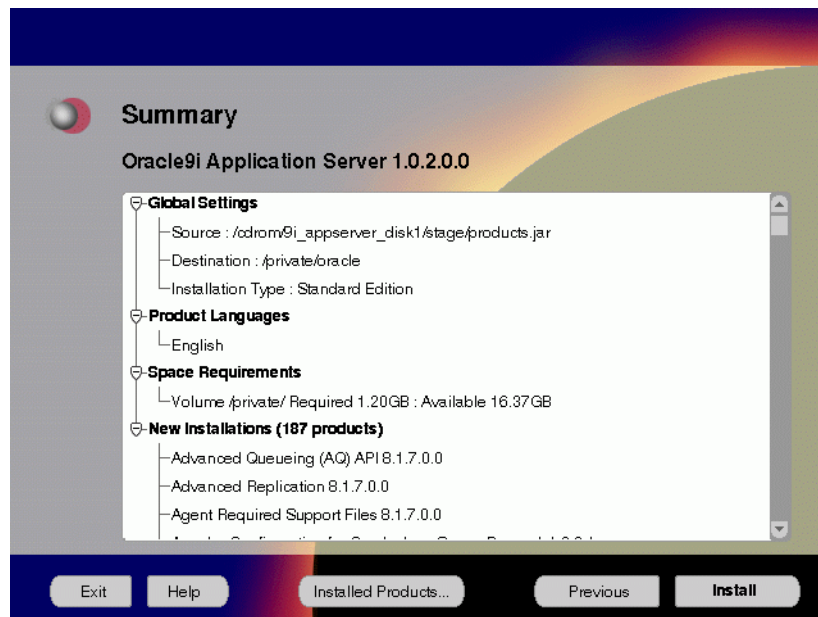 Summary
Oracle9i Application Server 1.0.2.0.0
Global Settings
Source : /cdrom/9i_appserver_disk1/stage/products.jar
Destination : /private/oracle
Installation Type : Standard Edition
Product Languages
English
Space Requirements
Volume /private/ Required 1.20GB : Available 16.37GB
New Installations (187 products)
Advanced Queueing (AQ) API 8.1.7.0.0
Advanced Replication 8.1.7.0.0
Agent Required Support Files 8.1.7.0.0
Exit
Help
Installed Products...
Previous
Install